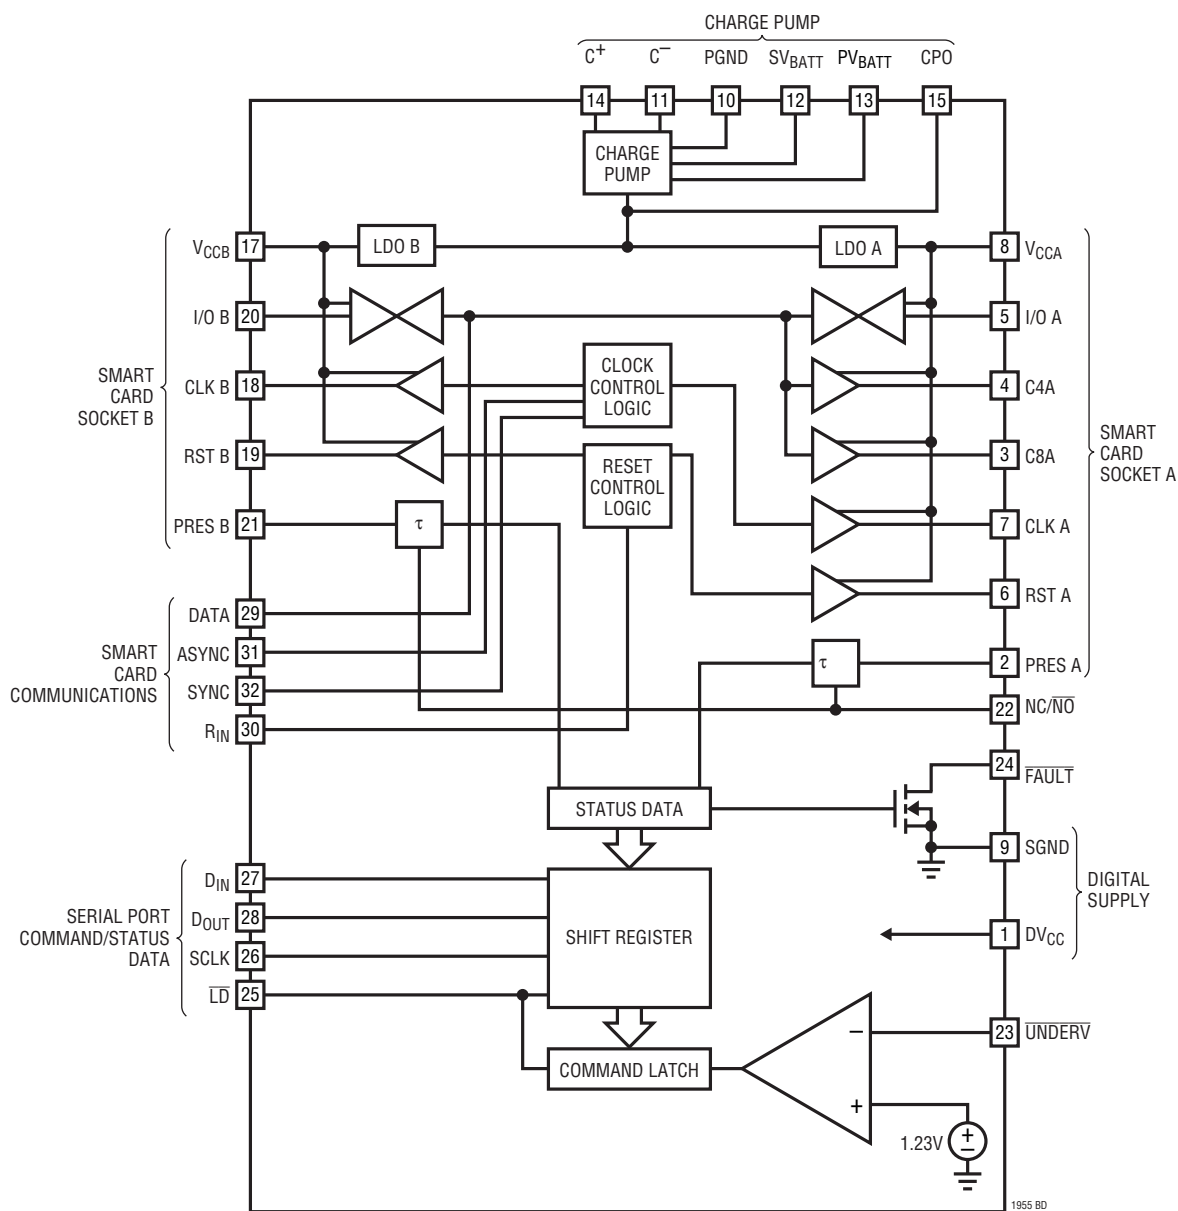 CHARGE PUMP
C+ C− PGND SVBATT PVBATT CPO
14 11 10 12 13 15
CHARGE
PUMP
VCCB 17 LDO B LDO A 8 VCCA
I/O B 20 5 I/O A
SMART
CARD
SOCKET B
CLK B 18
CLOCK
CONTROL
LOGIC
4 C4A
RST B 19
RESET
CONTROL
LOGIC
3 C8A
SMART
CARD
SOCKET A
PRES B 21 τ 7 CLK A
DATA 29 6 RST A
SMART
CARD
COMMUNICATIONS
ASYNC 31 τ 2 PRES A
SYNC 32 22 NC/N̅O̅
RIN 30
24 F̅A̅U̅L̅T̅
STATUS DATA
9 SGND
DIGITAL
SUPPLY
1 DVCC
SERIAL PORT
COMMAND/STATUS
DATA
DIN 27
DOUT 28 SHIFT REGISTER
SCLK 26
L̅D̅ 25
− 23 U̅N̅D̅E̅R̅V̅
COMMAND LATCH
+
1.23V + −
1955 BD